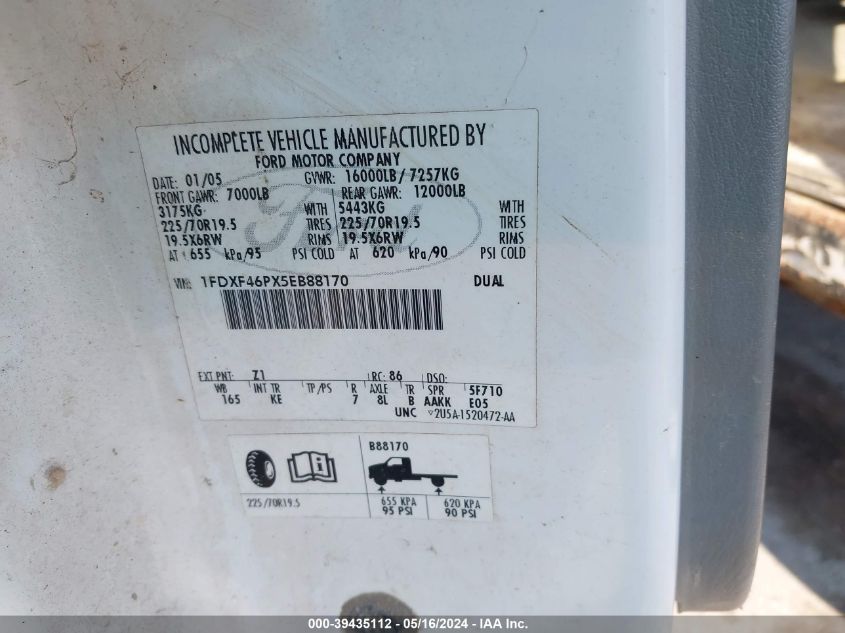 INCOMPLETE VEHICLE MANUFACTURED BY
FORD MOTOR COMPANY
DATE: 01/05 GVWR: 16000LB / 7257KG
FRONT GAWR: 7000LB REAR GAWR: 12000LB
3175KG WITH 5443KG WITH
225/70R19.5 TIRES 225/70R19.5 TIRES
19.5X6RW RIMS 19.5X6RW RIMS
AT 655 kPa/95 PSI COLD AT 620 kPa/90 PSI COLD
VIN: 1FDXF46PX5EB88170 DUAL
EXT PNT: Z1 RC: 86 DSO:
WB INT TR TP/PS R AXLE TR SPR 5F710
165 KE 7 8L B AAKK E05
UNC 2U5A-1520472-AA
B88170
225/70R19.5 655 KPA 620 KPA
95 PSI 90 PSI
000-39435112 - 05/16/2024 - IAA Inc.